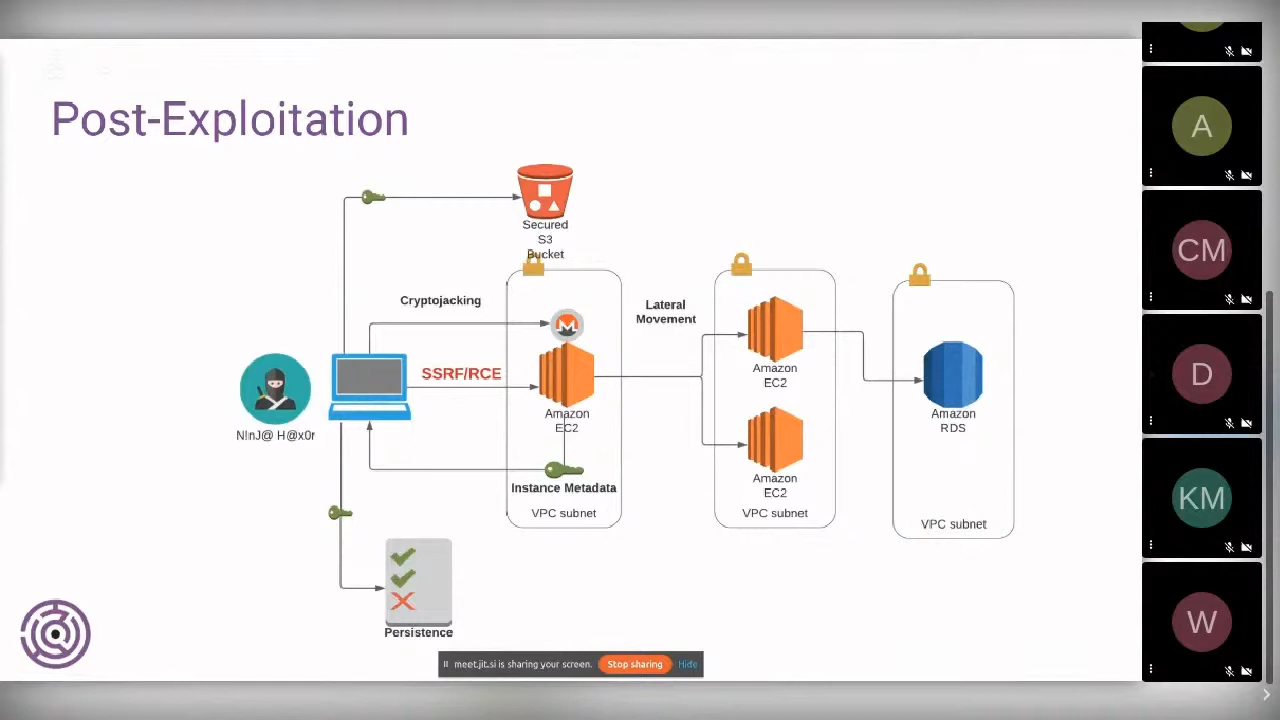 Post-Exploitation
Secured
S3
Bucket
Cryptojacking
Lateral
Movement
SSRF/RCE
Amazon
EC2
Amazon
EC2
Amazon
RDS
N!nJ@ H@x0r
Instance Metadata
VPC subnet
Amazon
EC2
VPC subnet
VPC subnet
Persistence
meet.jit.si is sharing your screen.
Stop sharing
Hide
A
CM
D
KM
W